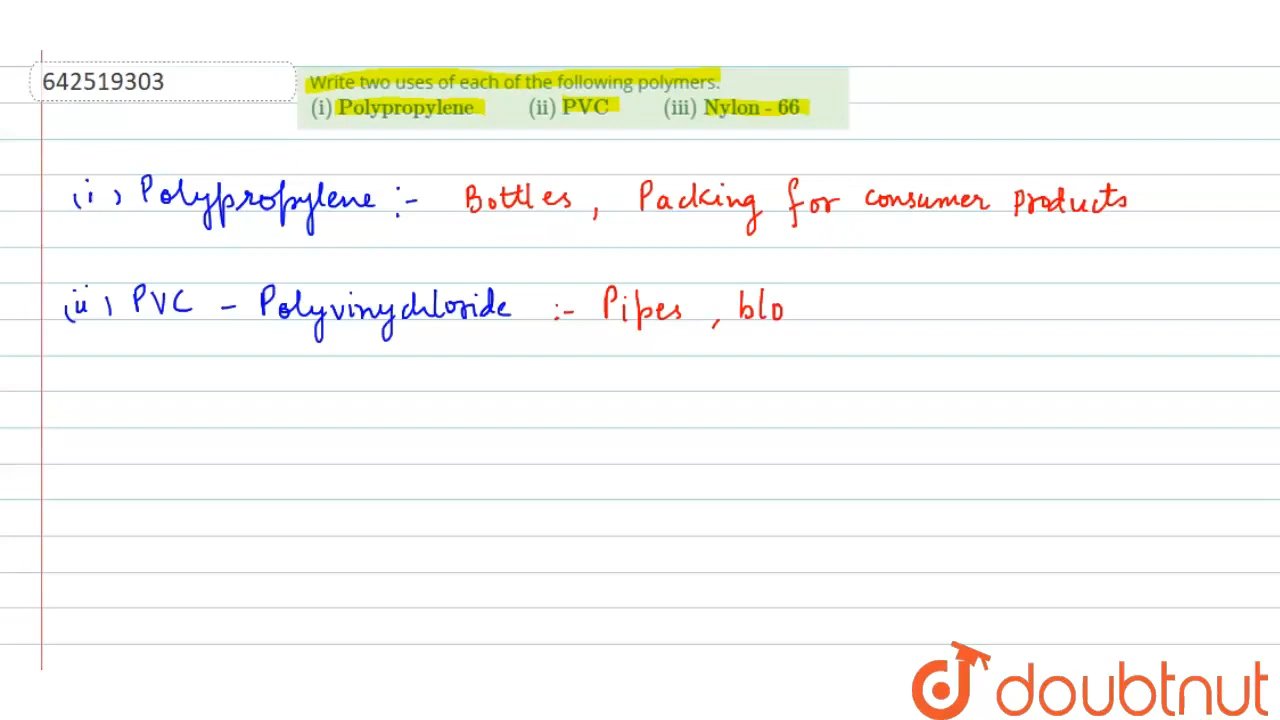 642519303
Write two uses of each of the following polymers.
(i) Polypropylene (ii) PVC (iii) Nylon - 66
(i) Polypropylene :- Bottles, Packing for consumer products
(ii) PVC - Polyvinychloride :- Pipes, blo
doubtnut